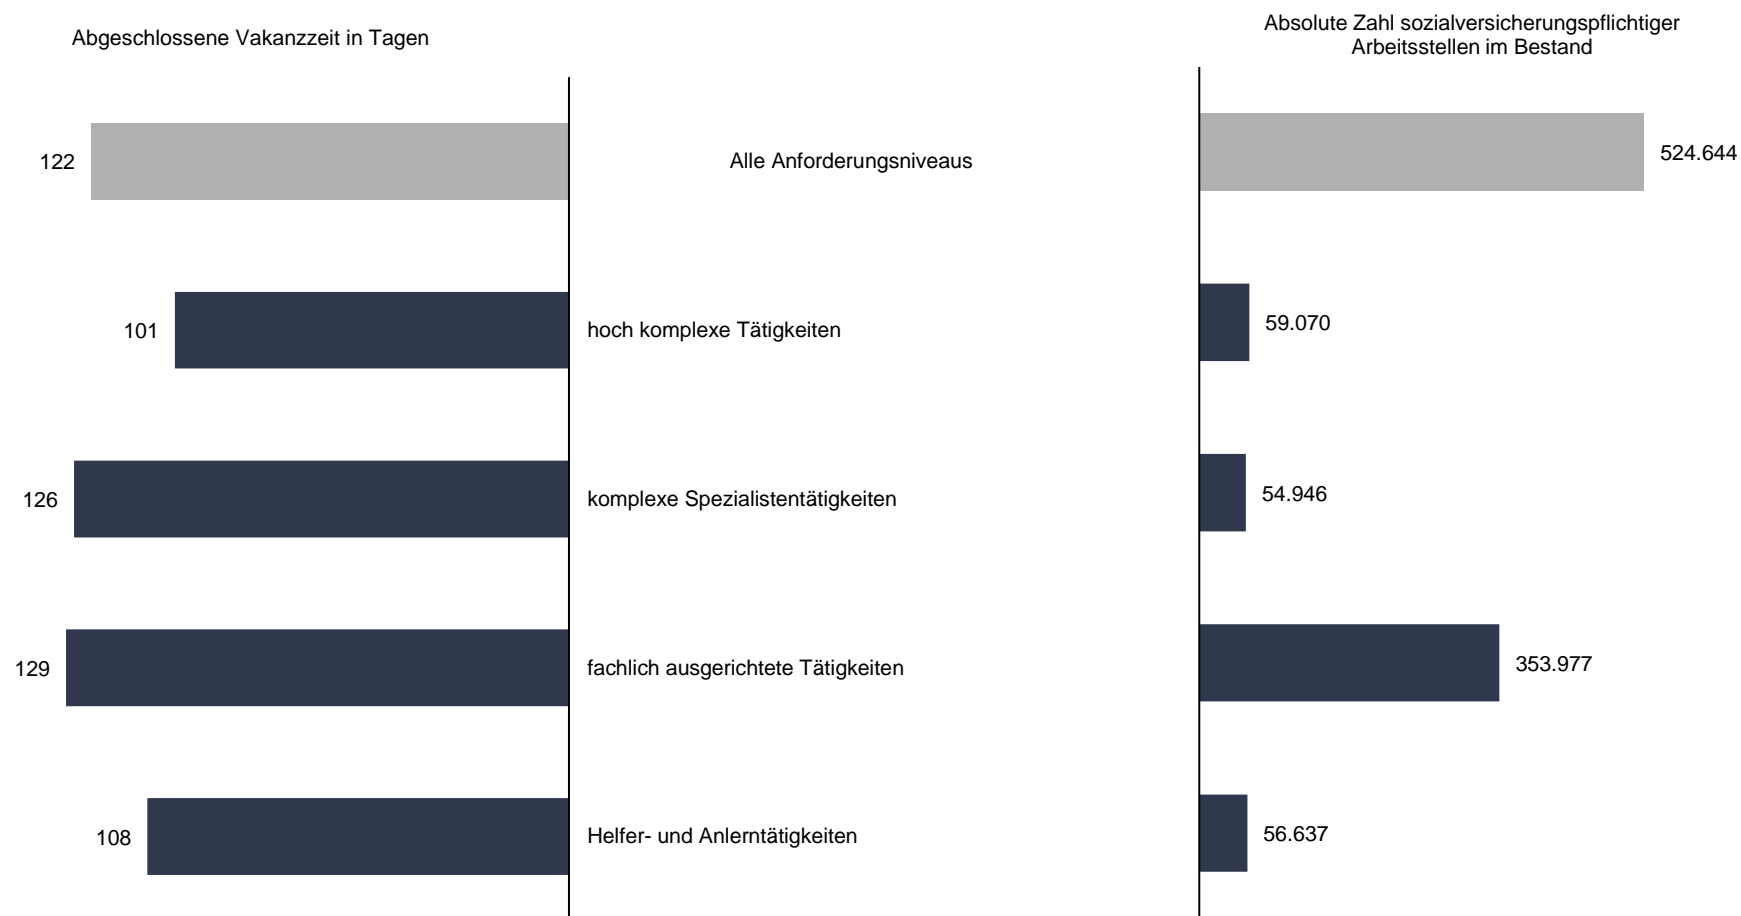 Abgeschlossene Vakanzzeit in Tagen
Absolute Zahl sozialversicherungspflichtiger
Arbeitsstellen im Bestand
122
Alle Anforderungsniveaus
524.644
101
hoch komplexe Tätigkeiten
59.070
126
komplexe Spezialistentätigkeiten
54.946
129
fachlich ausgerichtete Tätigkeiten
353.977
108
Helfer- und Anlerntätigkeiten
56.637